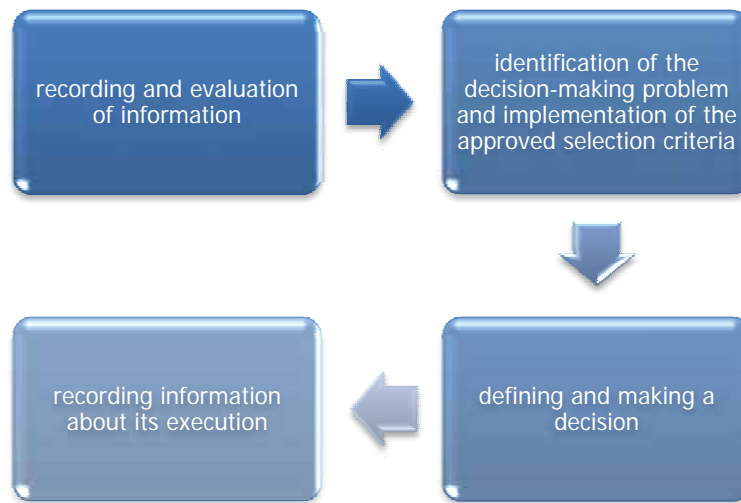 recording and evaluation
of information
identification of the
decision-making problem
and implementation of the
approved selection criteria
defining and making a
decision
recording information
about its execution